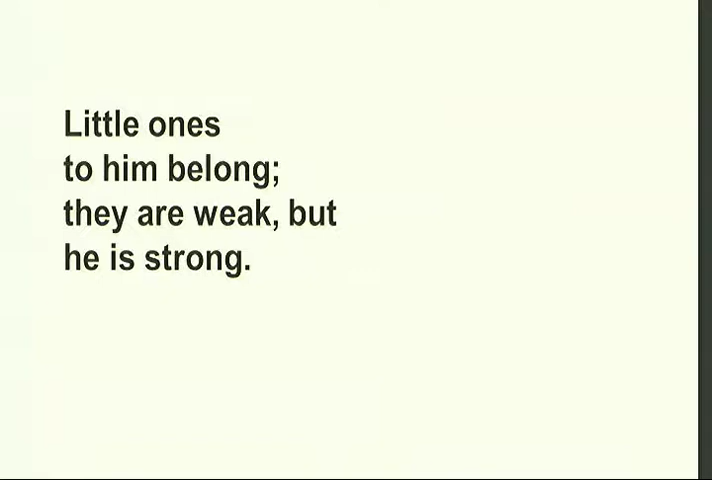 Little ones
to him belong;
they are weak, but
he is strong.